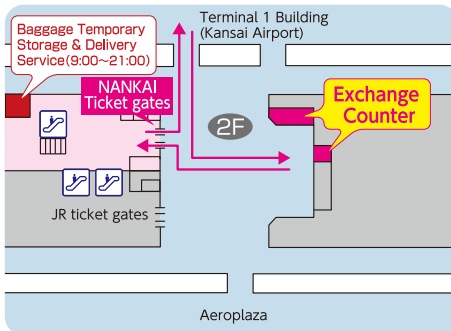 Terminal 1 Building
(Kansai Airport)
Baggage Temporary
Storage & Delivery
Service(9:00~21:00)
NANKAI
Ticket gates
2F
Exchange
Counter
JR ticket gates
Aeroplaza